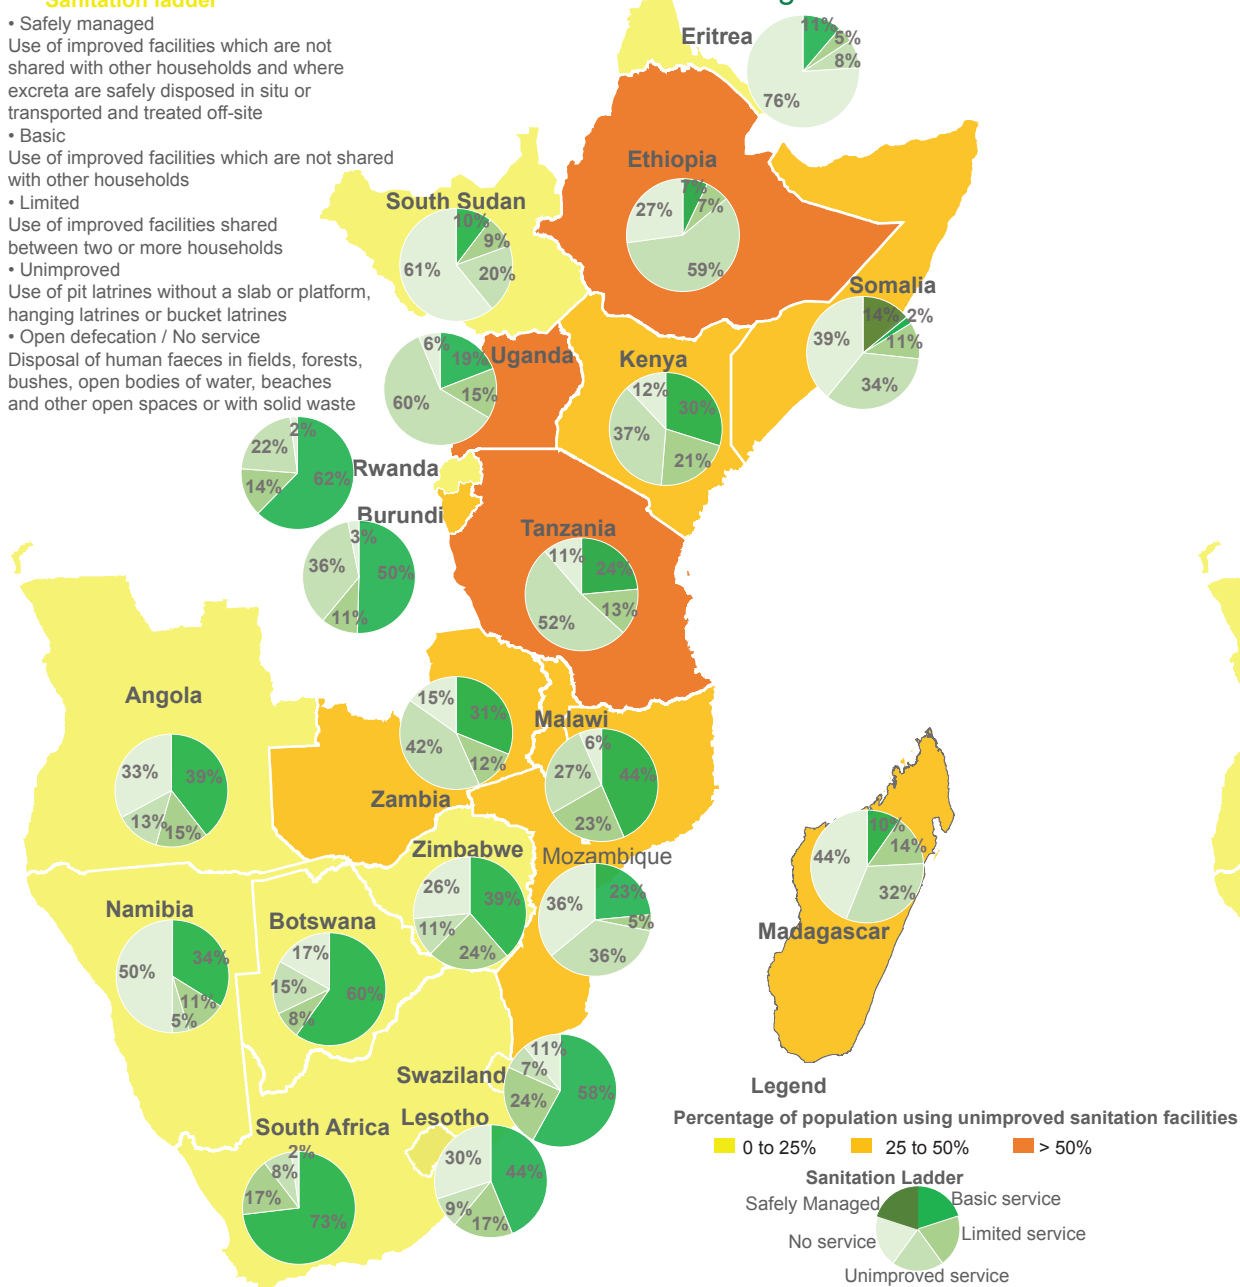 Sanitation ladder
• Safely managed
Use of improved facilities which are not
shared with other households and where
excreta are safely disposed in situ or
transported and treated off-site
• Basic
Use of improved facilities which are not shared
with other households
• Limited
Use of improved facilities shared
between two or more households
• Unimproved
Use of pit latrines without a slab or platform,
hanging latrines or bucket latrines
• Open defecation / No service
Disposal of human faeces in fields, forests,
bushes, open bodies of water, beaches
and other open spaces or with solid waste
Eritrea
11%
5%
8%
76%
Ethiopia
7%
7%
59%
27%
South Sudan
10%
9%
20%
61%
Somalia
14%
2%
11%
34%
39%
Uganda
19%
15%
60%
6%
Kenya
30%
21%
37%
12%
Rwanda
62%
14%
22%
2%
Burundi
50%
11%
36%
3%
Tanzania
24%
13%
52%
11%
Angola
39%
15%
13%
33%
Zambia
31%
12%
42%
15%
Malawi
44%
23%
27%
6%
Zimbabwe
39%
24%
11%
26%
Mozambique
23%
5%
36%
36%
Madagascar
10%
14%
32%
44%
Namibia
34%
11%
5%
50%
Botswana
60%
8%
15%
17%
Swaziland
58%
24%
7%
11%
Lesotho
44%
17%
9%
30%
South Africa
73%
17%
8%
2%
Legend
Percentage of population using unimproved sanitation facilities
0 to 25%
25 to 50%
> 50%
Sanitation Ladder
Safely Managed
Basic service
Limited service
No service
Unimproved service